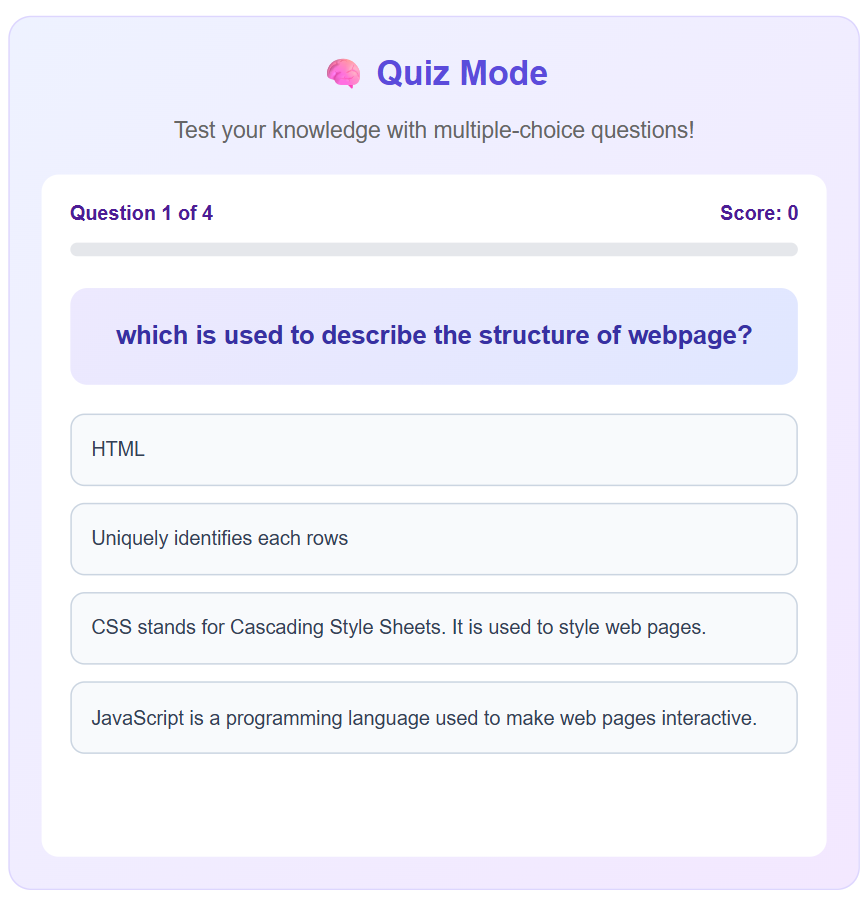 Quiz Mode
Test your knowledge with multiple-choice questions!
Question 1 of 4
Score: 0
which is used to describe the structure of webpage?
HTML
Uniquely identifies each rows
CSS stands for Cascading Style Sheets. It is used to style web pages.
JavaScript is a programming language used to make web pages interactive.